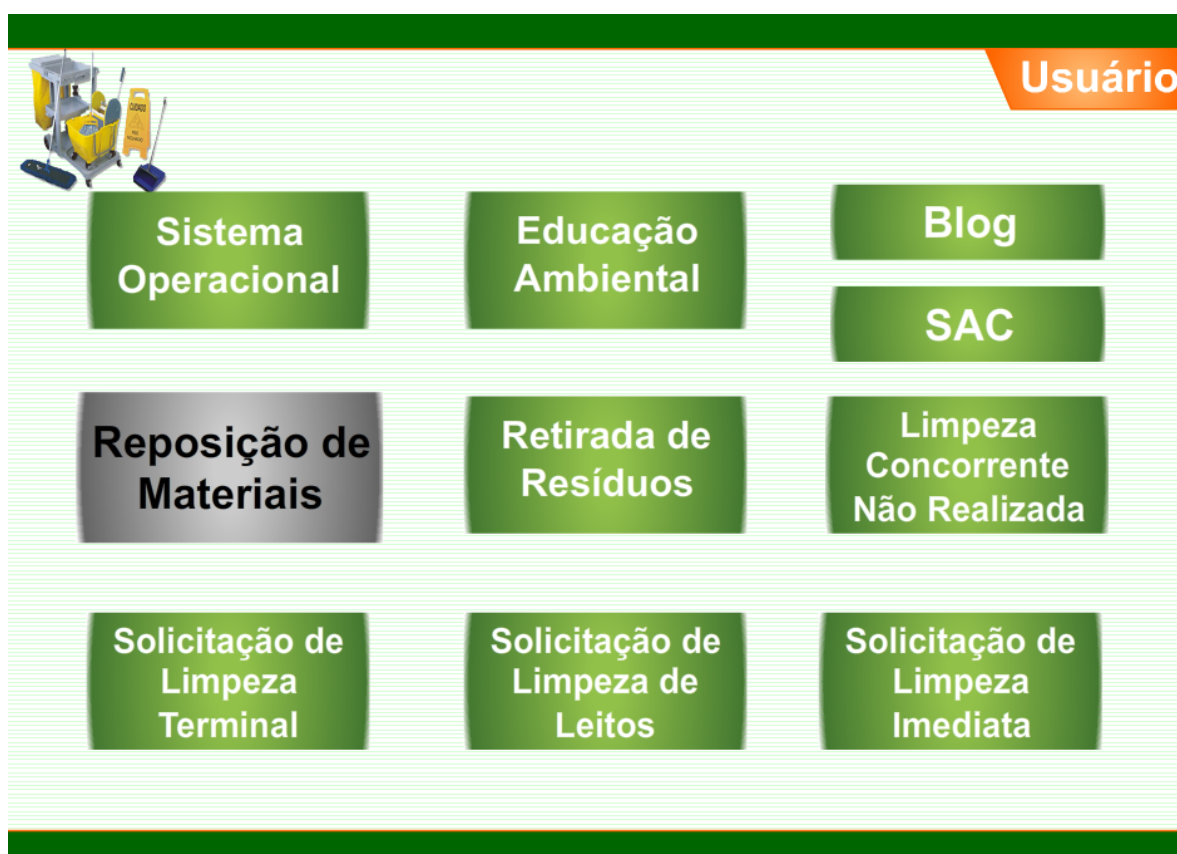 Usuário
CUIDADO
Sistema
Operacional
Educação
Ambiental
Blog
SAC
Reposição de
Materiais
Retirada de
Resíduos
Limpeza
Concorrente
Não Realizada
Solicitação de
Limpeza
Terminal
Solicitação de
Limpeza de
Leitos
Solicitação de
Limpeza
Imediata